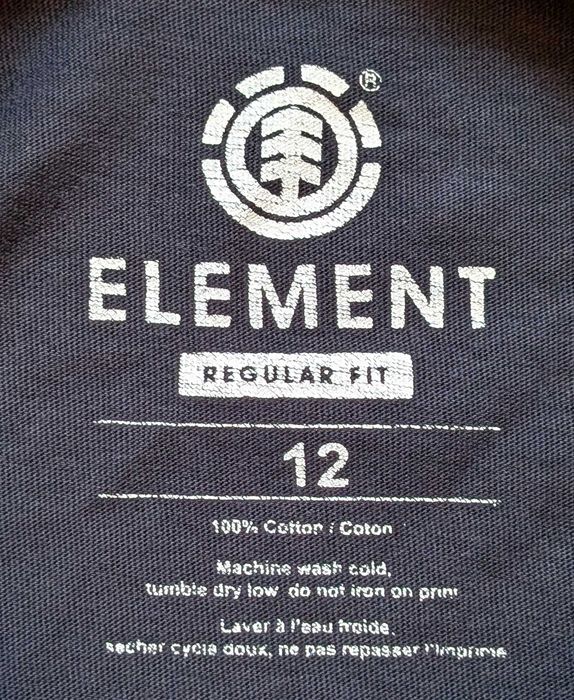 ®
ELEMENT
REGULAR FIT
12
100% Cotton / Coton
Machine wash cold,
tumble dry low do not iron on print
Laver à l'eau froide.
secher cycle doux, ne pas repasser l'imprime